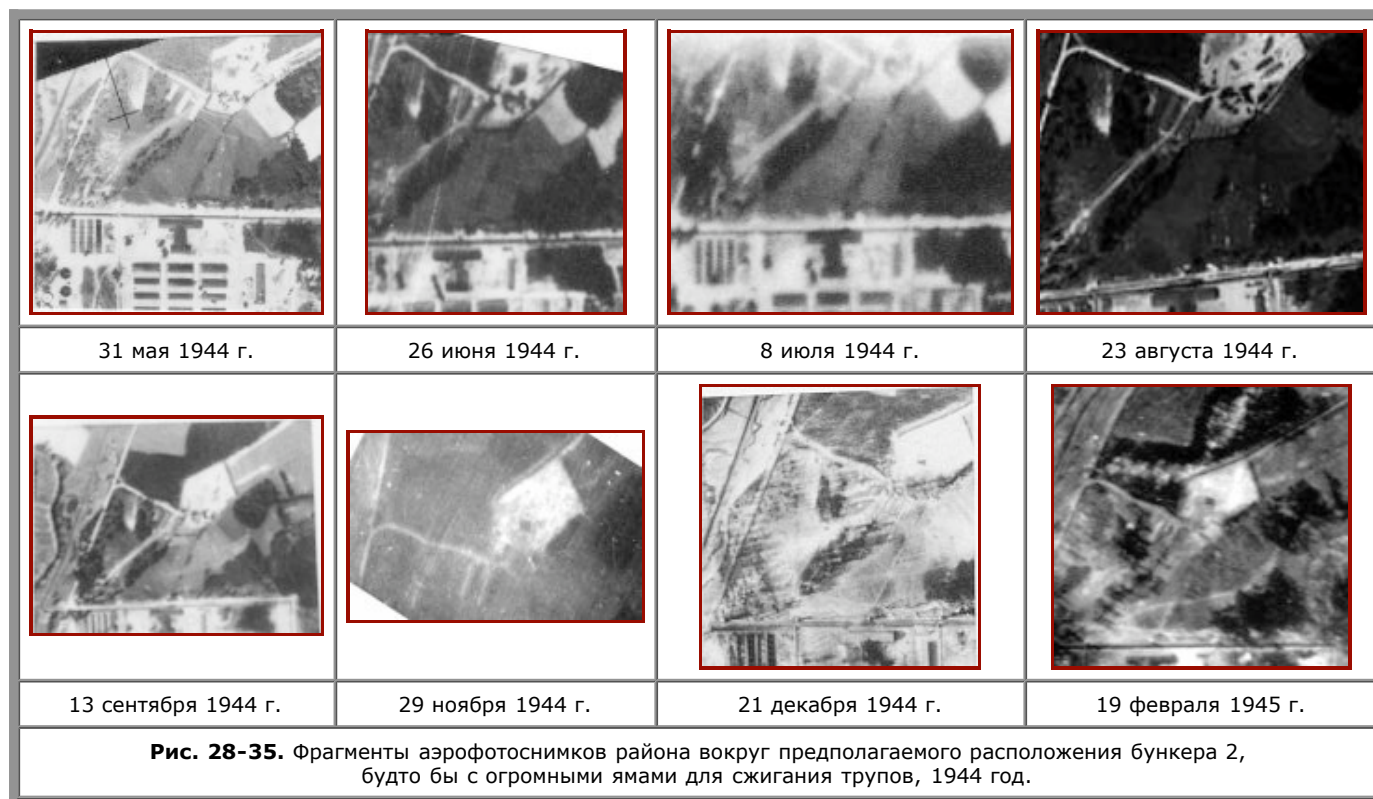 31 мая 1944 г.
26 июня 1944 г.
8 июля 1944 г.
23 августа 1944 г.
13 сентября 1944 г.
29 ноября 1944 г.
21 декабря 1944 г.
19 февраля 1945 г.
Рис. 28-35. Фрагменты аэрофотоснимков района вокруг предполагаемого расположения бункера 2,
будто бы с огромными ямами для сжигания трупов, 1944 год.